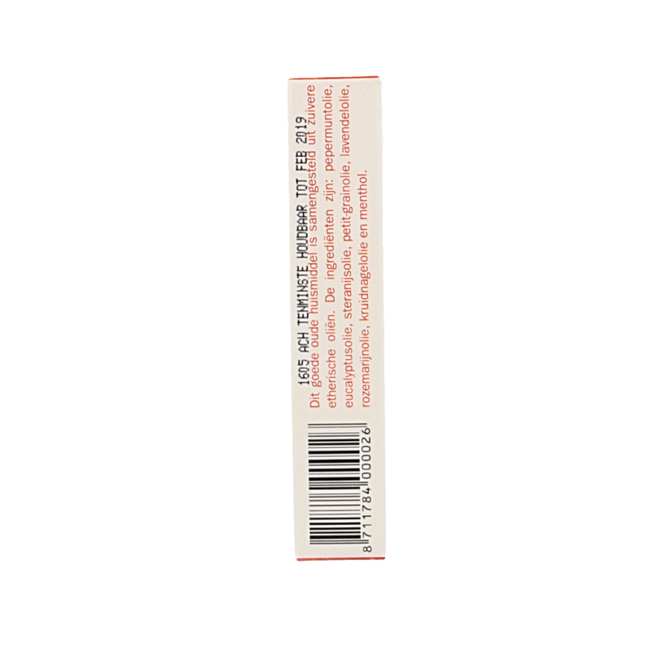 1605 ACH TENMINSTE HOUDBAAR TOT FEB 2019
Dit goede oude huismiddel is samengesteld uit zuivere
etherische oliën. De ingrediënten zijn: pepermuntolie,
eucalyptusolie, steranijsolie, petit-grainolie, lavendelolie,
rozemarijnolie, kruidnagelolie en menthol.
8 711784 000026